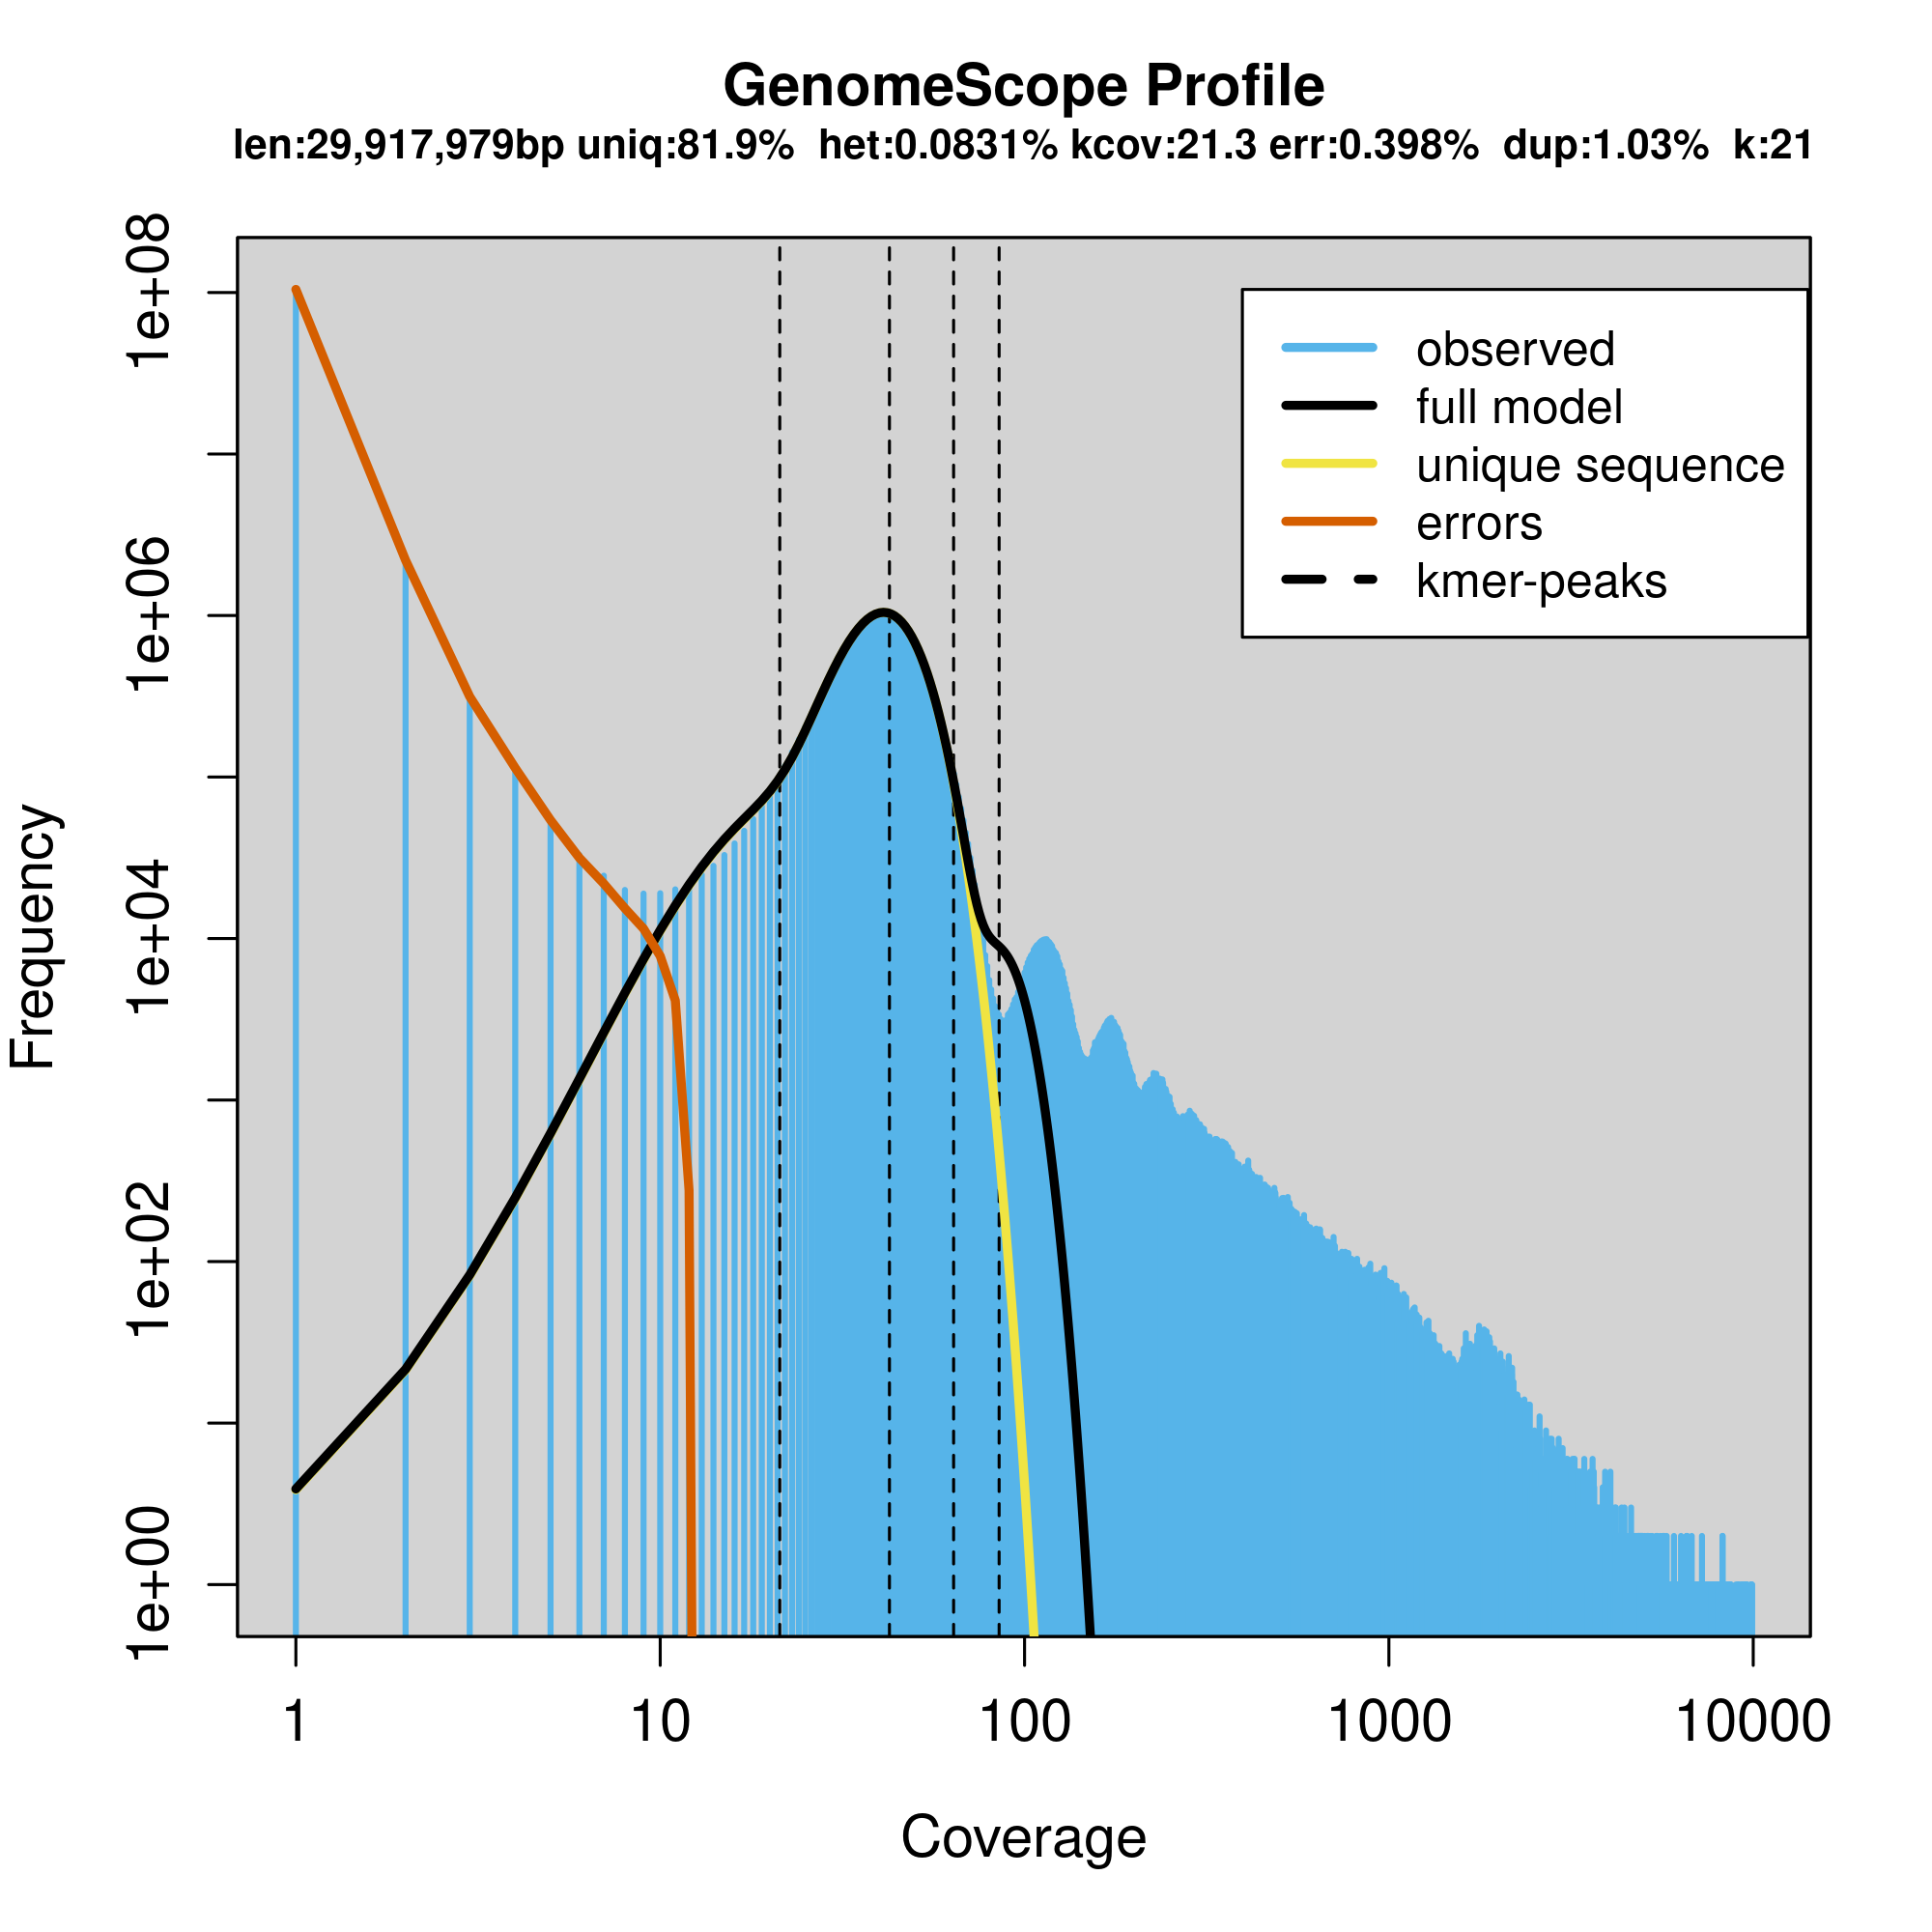 GenomeScope Profile
len:29,917,979bp uniq:81.9% het:0.0831% kcov:21.3 err:0.398% dup:1.03% k:21
1e+08
1e+06
1e+04
1e+02
1e+00
Frequency
observed
full model
unique sequence
errors
kmer-peaks
1 10 100 1000 10000
Coverage